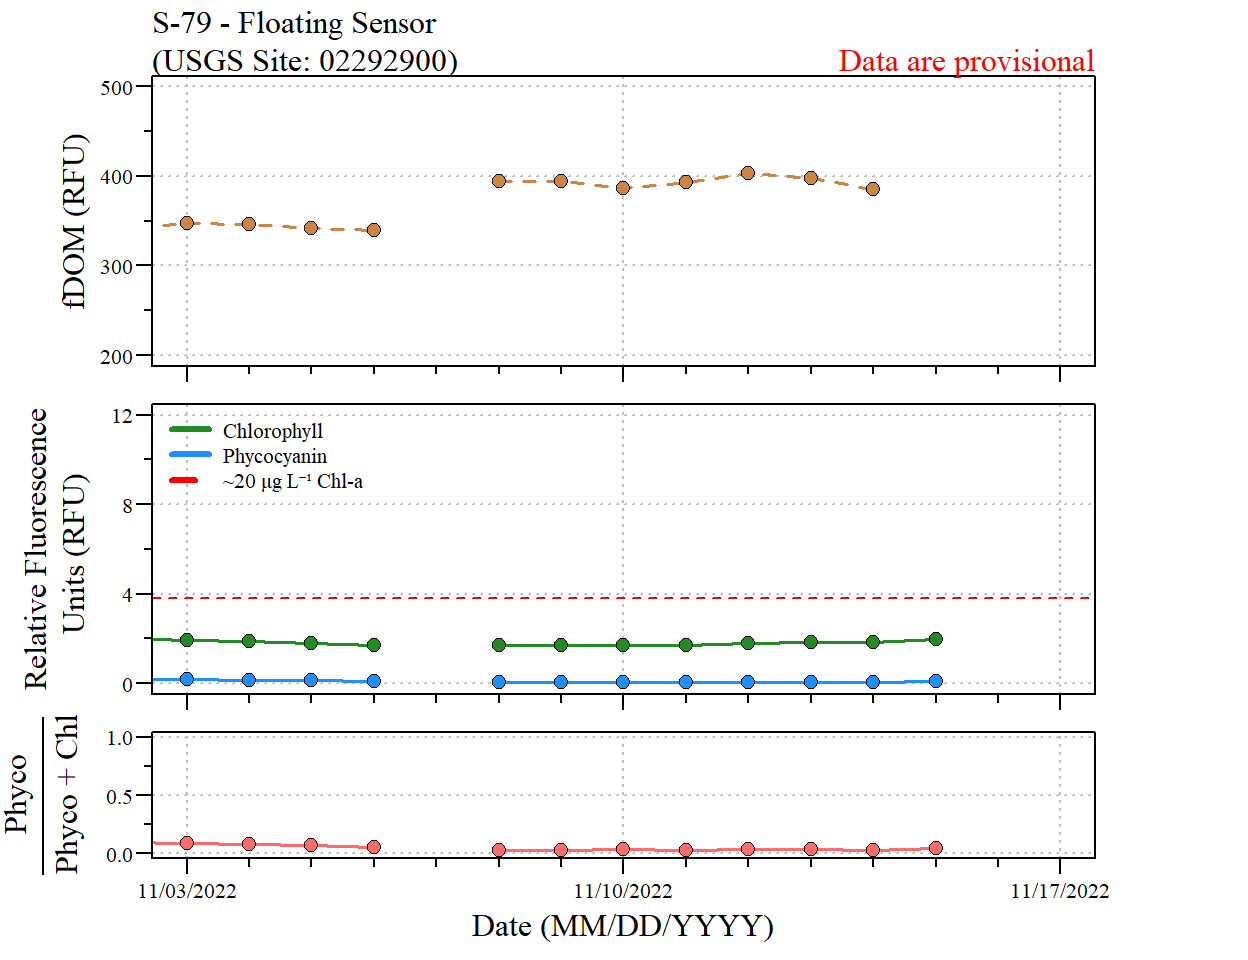 S-79 - Floating Sensor
(USGS Site: 02292900)
Data are provisional
500
400
300
200
fDOM (RFU)
12
8
4
0
Relative Fluorescence
Units (RFU)
Chlorophyll
Phycocyanin
~20 µg L⁻¹ Chl-a
1.0
0.5
0.0
Phyco
Phyco + Chl
11/03/2022
11/10/2022
11/17/2022
Date (MM/DD/YYYY)